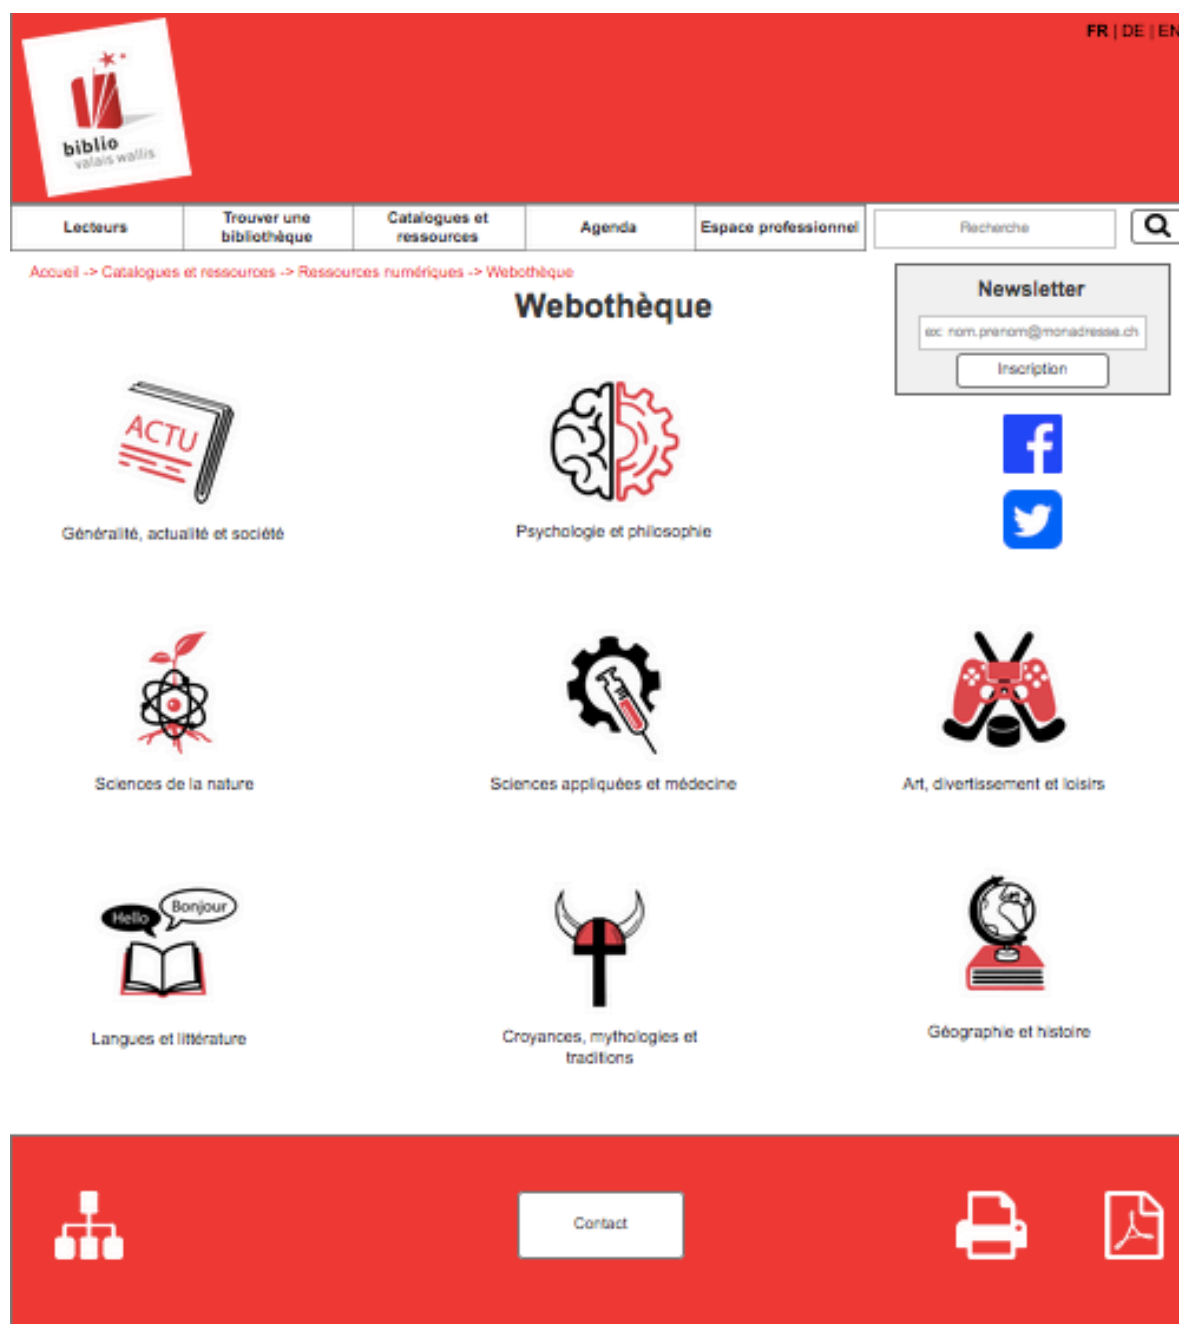 FR | DE | EN
biblio
valais wallis
Lecteurs
Trouver une
bibliothèque
Catalogues et
ressources
Agenda
Espace professionnel
Recherche
Accueil -> Catalogues et ressources -> Ressources numériques -> Webothèque
Webothèque
Newsletter
ex: nom.prenom@monadresse.ch
Inscription
ACTU
Généralité, actualité et société
Psychologie et philosophie
Sciences de la nature
Sciences appliquées et médecine
Art, divertissement et loisirs
Hello
Bonjour
Langues et littérature
Croyances, mythologies et
traditions
Géographie et histoire
Contact